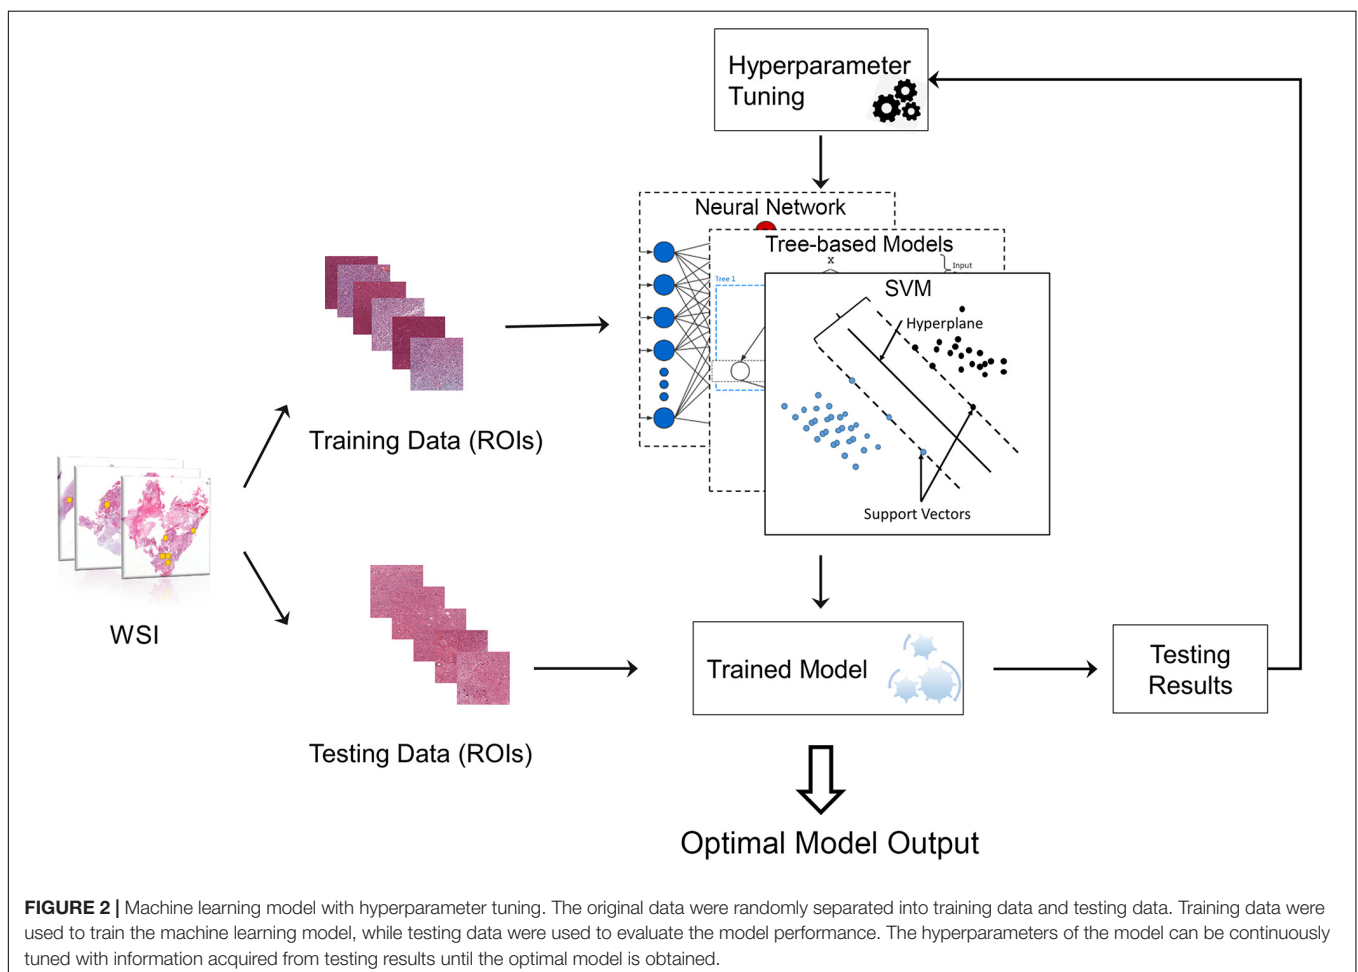 Hyperparameter
Tuning
Neural Network
Tree-based Models
x
Input
Tree 1
SVM
Hyperplane
Support Vectors
Training Data (ROIs)
WSI
Testing Data (ROIs)
Trained Model
Testing
Results
Optimal Model Output
FIGURE 2 | Machine learning model with hyperparameter tuning. The original data were randomly separated into training data and testing data. Training data were
used to train the machine learning model, while testing data were used to evaluate the model performance. The hyperparameters of the model can be continuously
tuned with information acquired from testing results until the optimal model is obtained.